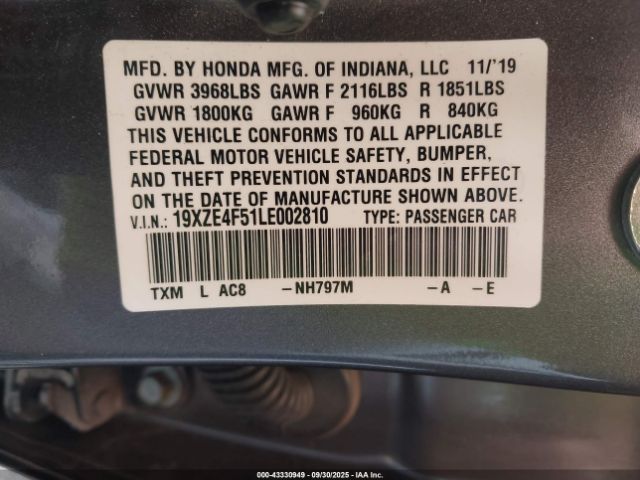 MFD. BY HONDA MFG. OF INDIANA, LLC 11/'19
GVWR 3968LBS GAWR F 2116LBS R 1851LBS
GVWR 1800KG GAWR F 960KG R 840KG
THIS VEHICLE CONFORMS TO ALL APPLICABLE
FEDERAL MOTOR VEHICLE SAFETY, BUMPER,
AND THEFT PREVENTION STANDARDS IN EFFECT
ON THE DATE OF MANUFACTURE SHOWN ABOVE.
V.I.N.: 19XZE4F51LE002810 TYPE: PASSENGER CAR
TXM L AC8 -NH797M -A -E
000-43330949 - 09/30/2025 - IAA Inc.